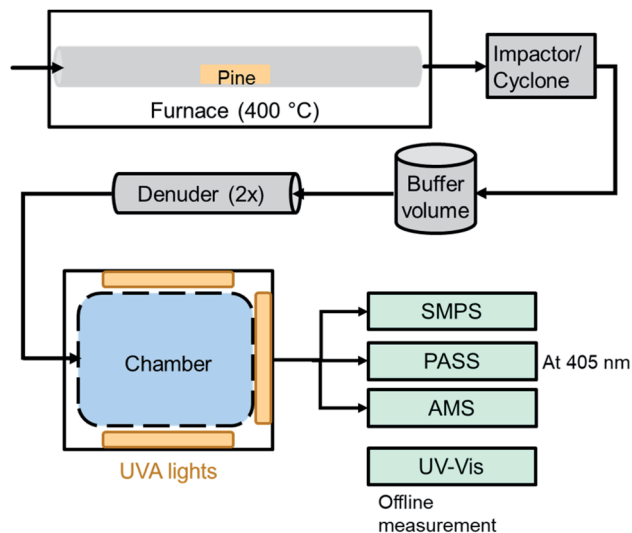 Pine
Furnace (400 °C)
Impactor/
Cyclone
Buffer
volume
Denuder (2x)
Chamber
UVA lights
SMPS
PASS
At 405 nm
AMS
UV-Vis
Offline
measurement